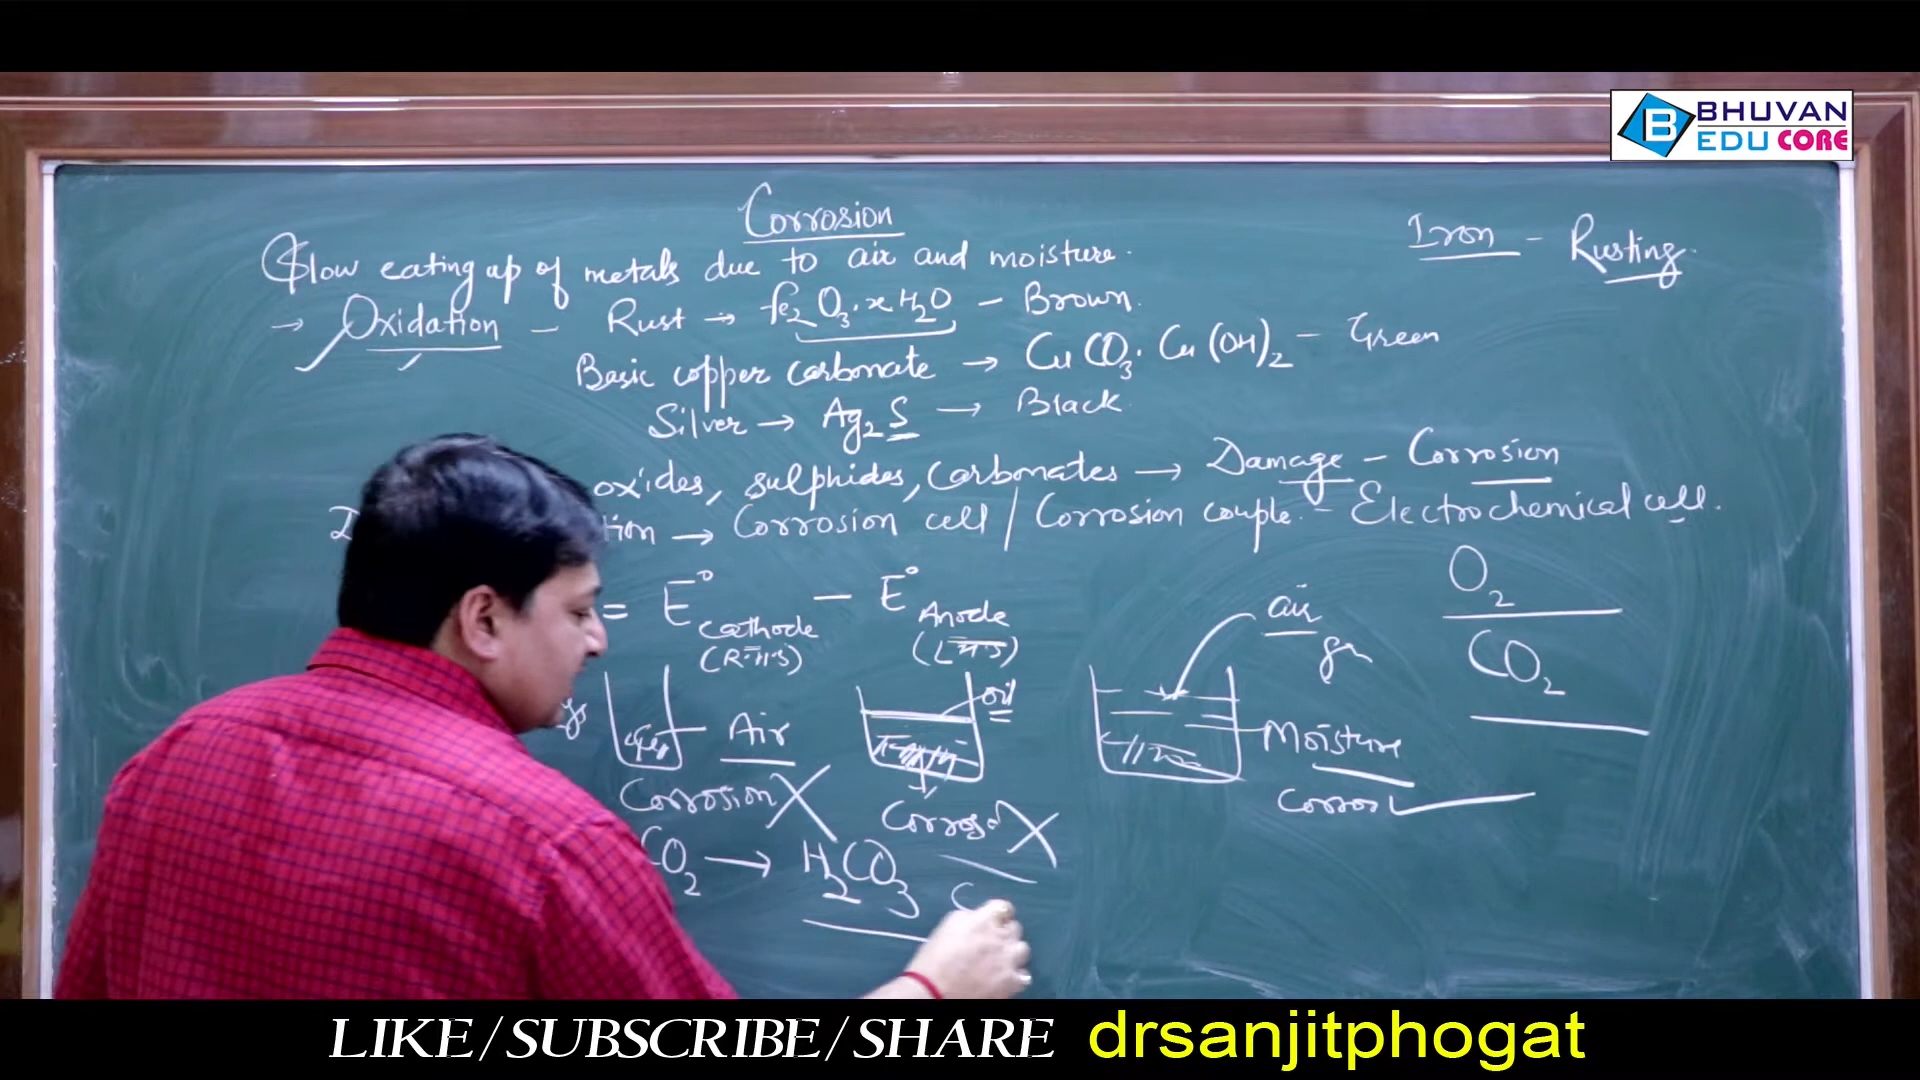 BHUVAN
EDU CORE
Corrosion
Iron - Rusting.
Slow eating up of metals due to air and moisture.
→ Oxidation - Rust → Fe₂O₃.xH₂O - Brown.
Basic copper carbonate → CuCO₃.Cu(OH)₂ - Green
Silver → Ag₂S → Black.
oxides, sulphides, Carbonates → Damage - Corrosion
tion → Corrosion cell / Corrosion couple. - Electrochemical cell.
= E° Cathode (R.H.S) - E° Anode (LHS)
O₂
CO₂
air
Air
oil
Moisture
Corrosion X
X
CO₂ → H₂CO₃
LIKE/SUBSCRIBE/SHARE drsanjitphogat